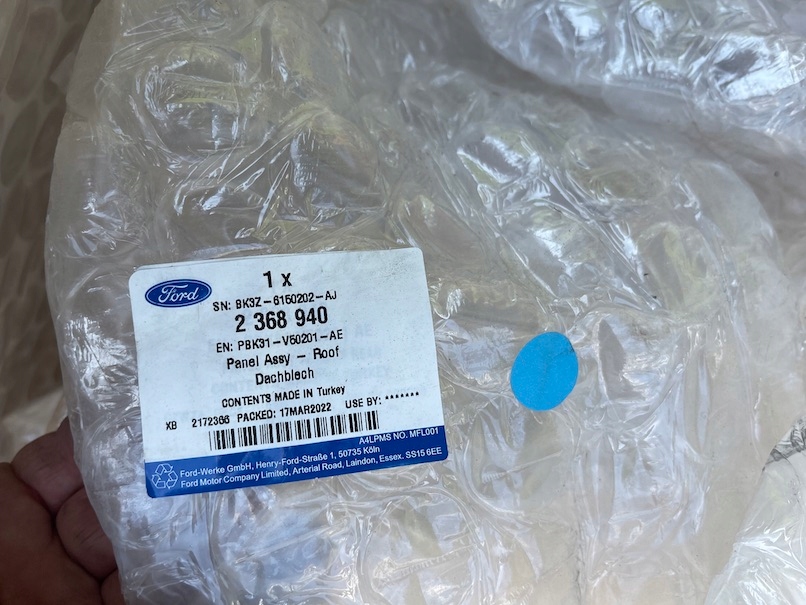 Ford
1 x
SN: BK3Z-6150202-AJ
2 368 940
EN: PBK31-V50201-AE
Panel Assy - Roof
Dachblech
CONTENTS MADE IN Turkey
XB 2172366 PACKED: 17MAR2022 USE BY: *******
A4LPMS NO. MFL001
Ford-Werke GmbH, Henry-Ford-Straße 1, 50735 Köln
Ford Motor Company Limited, Arterial Road, Laindon, Essex. SS15 6EE